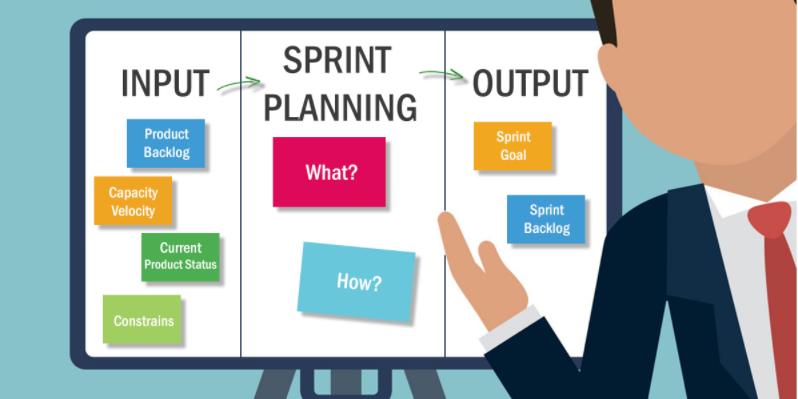 INPUT
Product
Backlog
Capacity
Velocity
Current
Product Status
Constrains
SPRINT
PLANNING
What?
How?
OUTPUT
Sprint
Goal
Sprint
Backlog